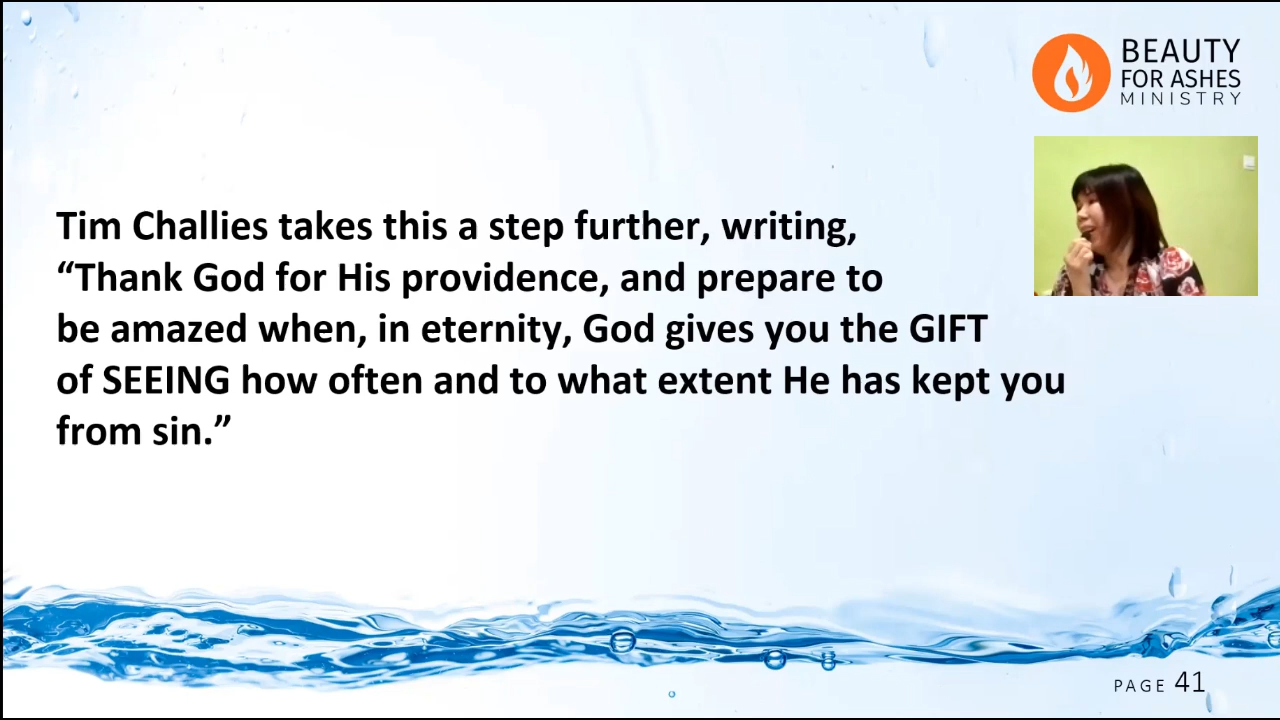 BEAUTY
FOR ASHES
MINISTRY
Tim Challies takes this a step further, writing,
“Thank God for His providence, and prepare to
be amazed when, in eternity, God gives you the GIFT
of SEEING how often and to what extent He has kept you
from sin.”
PAGE 41